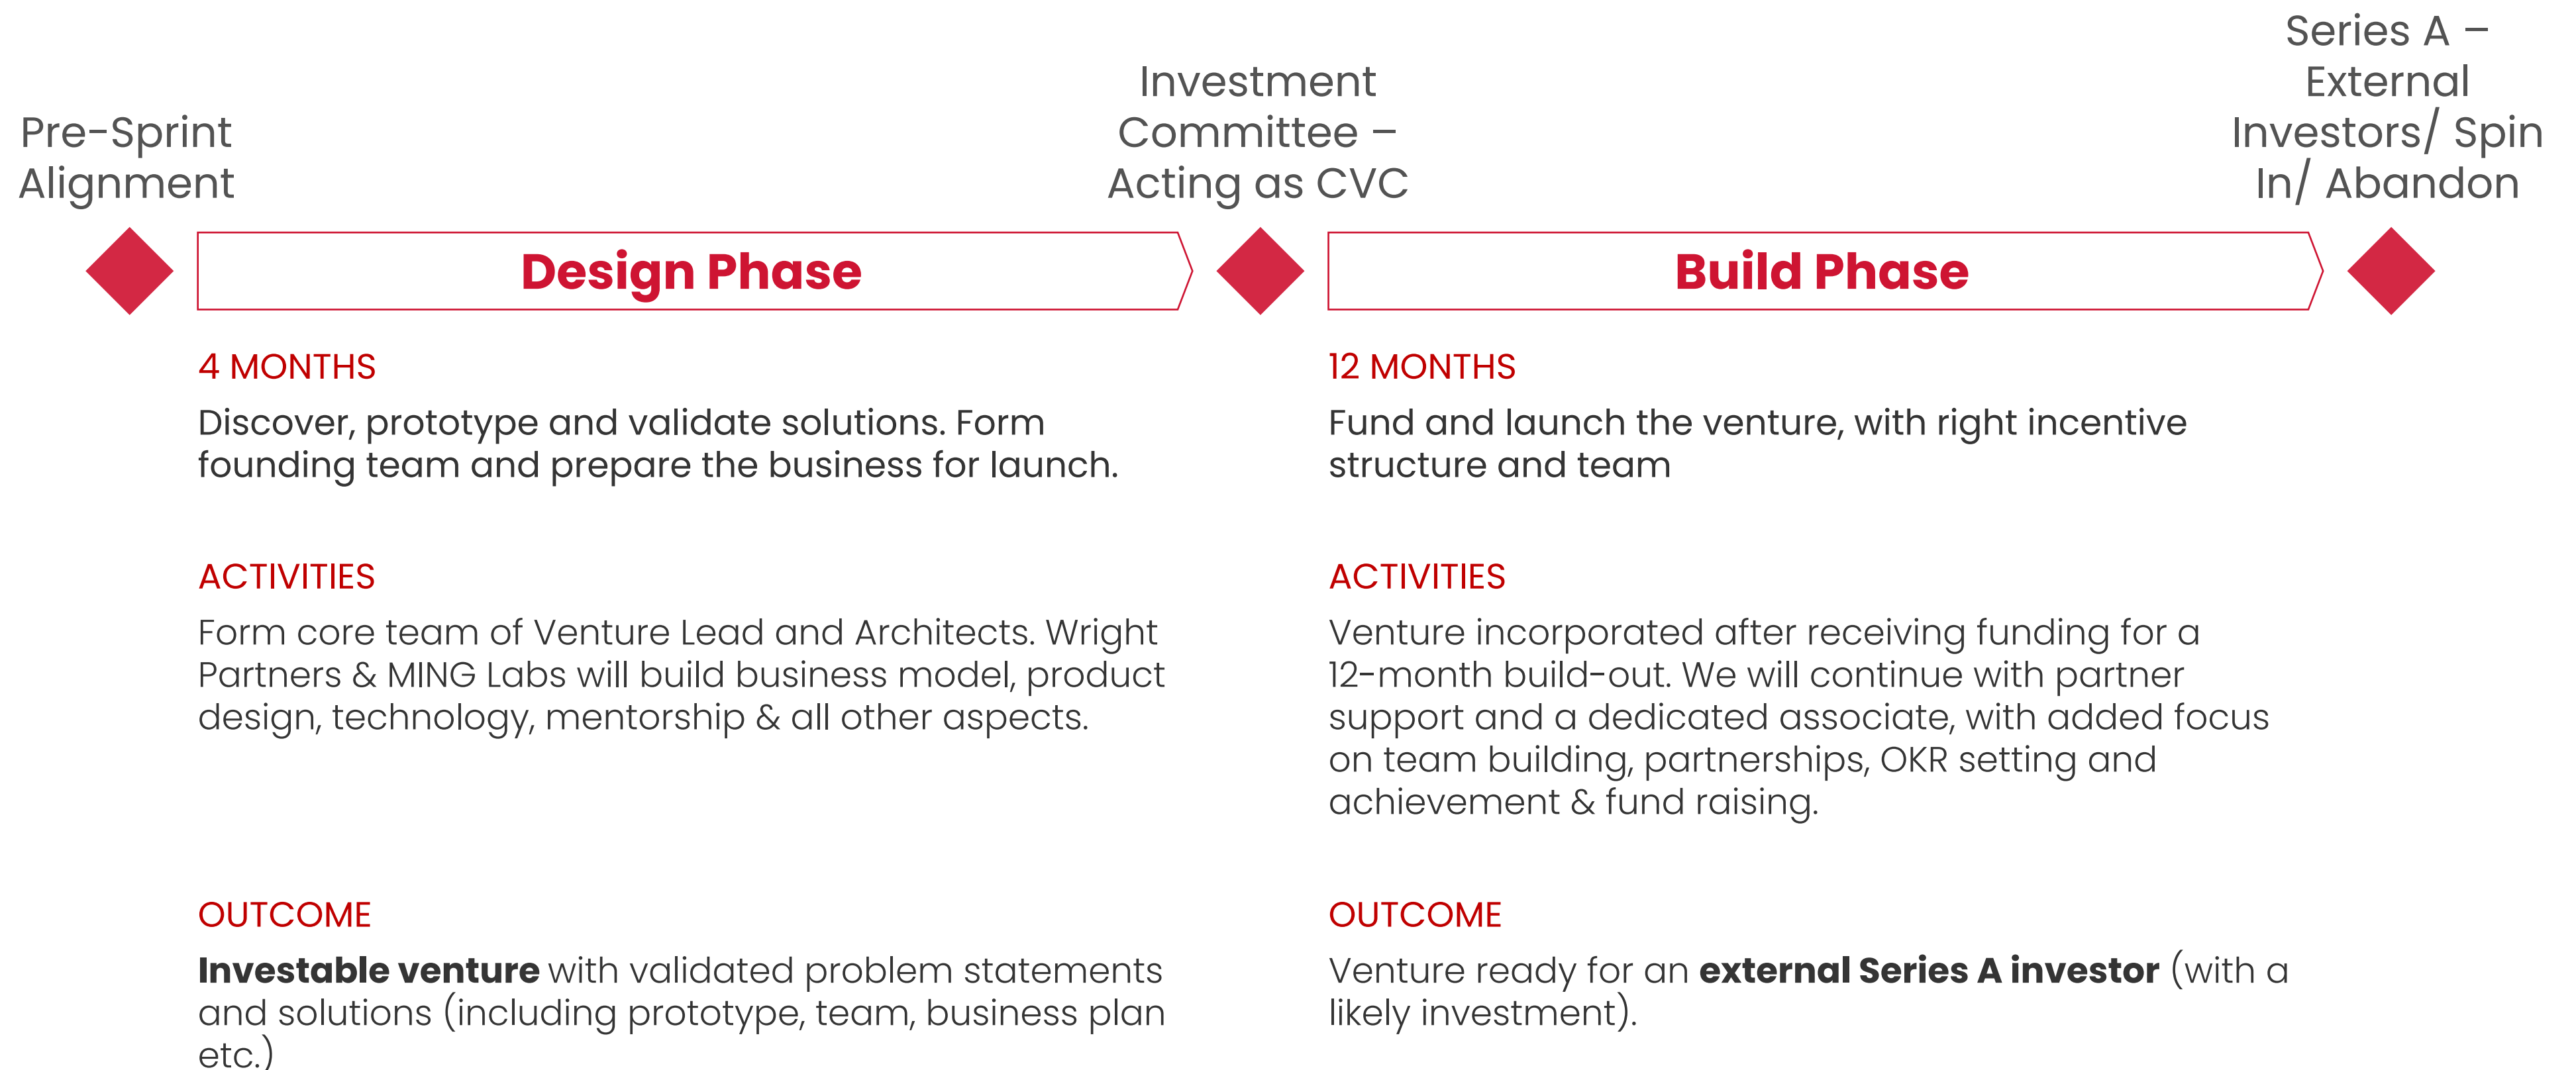 Pre-Sprint
Alignment
Investment
Committee –
Acting as CVC
Series A –
External
Investors/ Spin
In/ Abandon
Design Phase
4 MONTHS
Discover, prototype and validate solutions. Form
founding team and prepare the business for launch.
ACTIVITIES
Form core team of Venture Lead and Architects. Wright
Partners & MING Labs will build business model, product
design, technology, mentorship & all other aspects.
OUTCOME
Investable venture with validated problem statements
and solutions (including prototype, team, business plan
etc.)
Build Phase
12 MONTHS
Fund and launch the venture, with right incentive
structure and team
ACTIVITIES
Venture incorporated after receiving funding for a
12-month build-out. We will continue with partner
support and a dedicated associate, with added focus
on team building, partnerships, OKR setting and
achievement & fund raising.
OUTCOME
Venture ready for an external Series A investor (with a
likely investment).